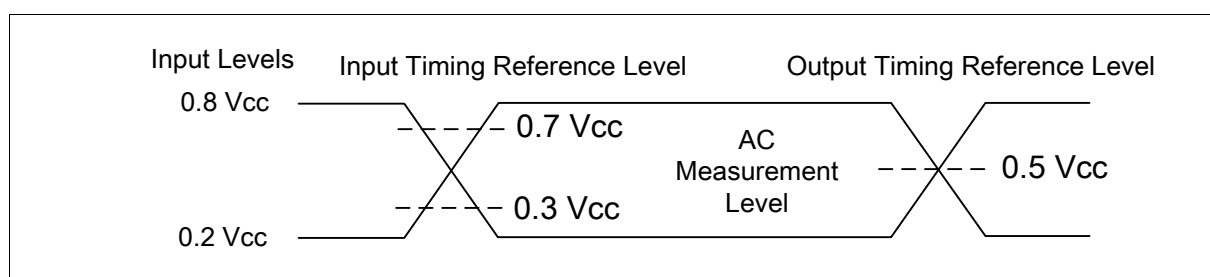 Input Levels
Input Timing Reference Level
Output Timing Reference Level
0.8 Vcc
0.7 Vcc
AC
Measurement
Level
0.5 Vcc
0.3 Vcc
0.2 Vcc